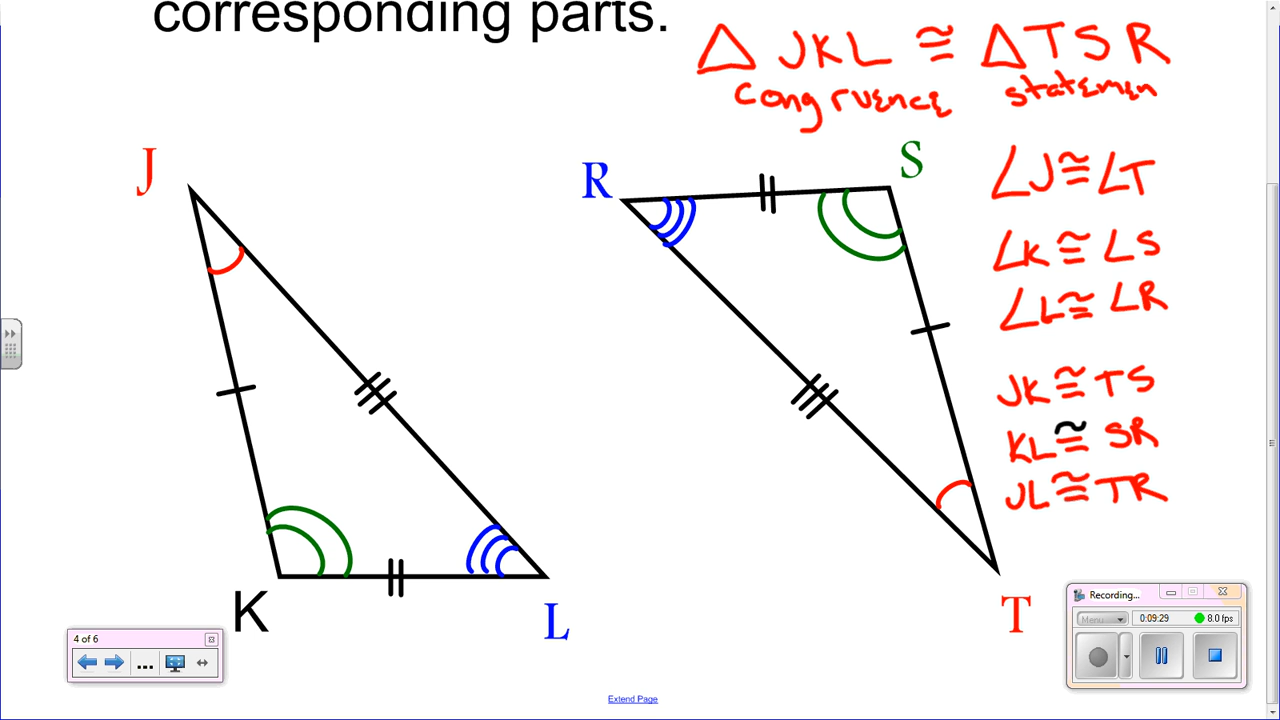 corresponding parts.
△ JKL ≅ △TSR
congruence statemen
J
R
S
∠J≅∠T
∠K≅∠S
∠L≅∠R
JK≅TS
KL≅SR
JL≅TR
K
L
T
4 of 6
...
Recording...
Menu
0:09:29
8.0 fps
Extend Page